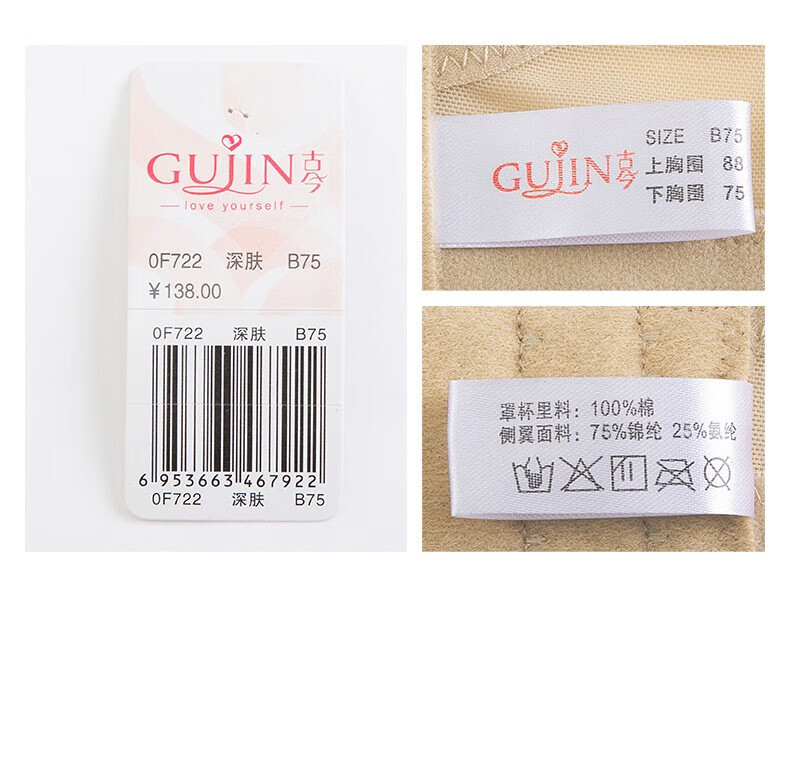 GUJIN古今
love yourself
0F722 深肤 B75
¥138.00
0F722 深肤 B75
6 953663 467922
0F722 深肤 B75
GUJIN古今
SIZE B75
上胸围 88
下胸围 75
罩杯里料：100%棉
侧翼面料：75%锦纶 25%氨纶